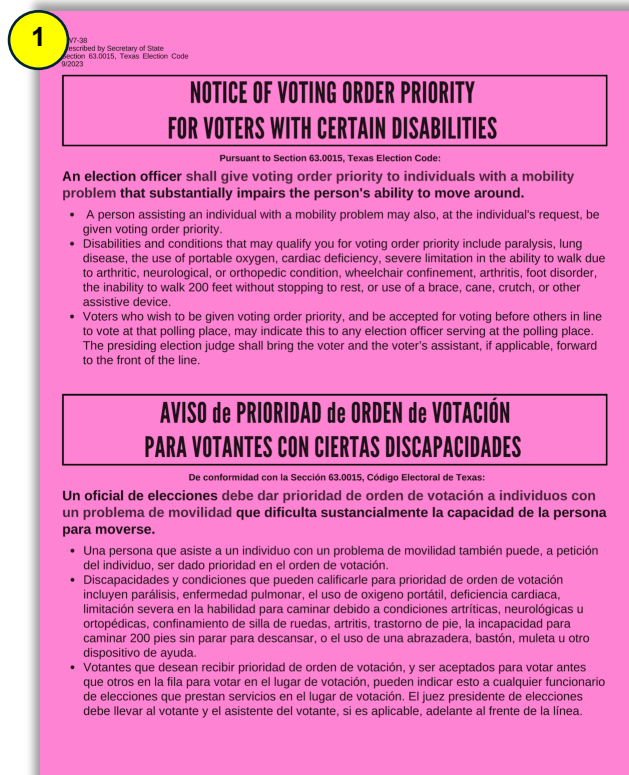 1
7-38
escribed by Secretary of State
ection 63.0015, Texas Election Code
9/2023
NOTICE OF VOTING ORDER PRIORITY
FOR VOTERS WITH CERTAIN DISABILITIES
Pursuant to Section 63.0015, Texas Election Code:
An election officer shall give voting order priority to individuals with a mobility
problem that substantially impairs the person's ability to move around.
• A person assisting an individual with a mobility problem may also, at the individual's request, be
given voting order priority.
• Disabilities and conditions that may qualify you for voting order priority include paralysis, lung
disease, the use of portable oxygen, cardiac deficiency, severe limitation in the ability to walk due
to arthritic, neurological, or orthopedic condition, wheelchair confinement, arthritis, foot disorder,
the inability to walk 200 feet without stopping to rest, or use of a brace, cane, crutch, or other
assistive device.
• Voters who wish to be given voting order priority, and be accepted for voting before others in line
to vote at that polling place, may indicate this to any election officer serving at the polling place.
The presiding election judge shall bring the voter and the voter’s assistant, if applicable, forward
to the front of the line.
AVISO de PRIORIDAD de ORDEN de VOTACIÓN
PARA VOTANTES CON CIERTAS DISCAPACIDADES
De conformidad con la Sección 63.0015, Código Electoral de Texas:
Un oficial de elecciones debe dar prioridad de orden de votación a individuos con
un problema de movilidad que dificulta sustancialmente la capacidad de la persona
para moverse.
• Una persona que asiste a un individuo con un problema de movilidad también puede, a petición
del individuo, ser dado prioridad en el orden de votación.
• Discapacidades y condiciones que pueden calificarle para prioridad de orden de votación
incluyen parálisis, enfermedad pulmonar, el uso de oxigeno portátil, deficiencia cardiaca,
limitación severa en la habilidad para caminar debido a condiciones artríticas, neurológicas u
ortopédicas, confinamiento de silla de ruedas, artritis, trastorno de pie, la incapacidad para
caminar 200 pies sin parar para descansar, o el uso de una abrazadera, bastón, muleta u otro
dispositivo de ayuda.
• Votantes que desean recibir prioridad de orden de votación, y ser aceptados para votar antes
que otros en la fila para votar en el lugar de votación, pueden indicar esto a cualquier funcionario
de elecciones que prestan servicios en el lugar de votación. El juez presidente de elecciones
debe llevar al votante y el asistente del votante, si es aplicable, adelante al frente de la línea.